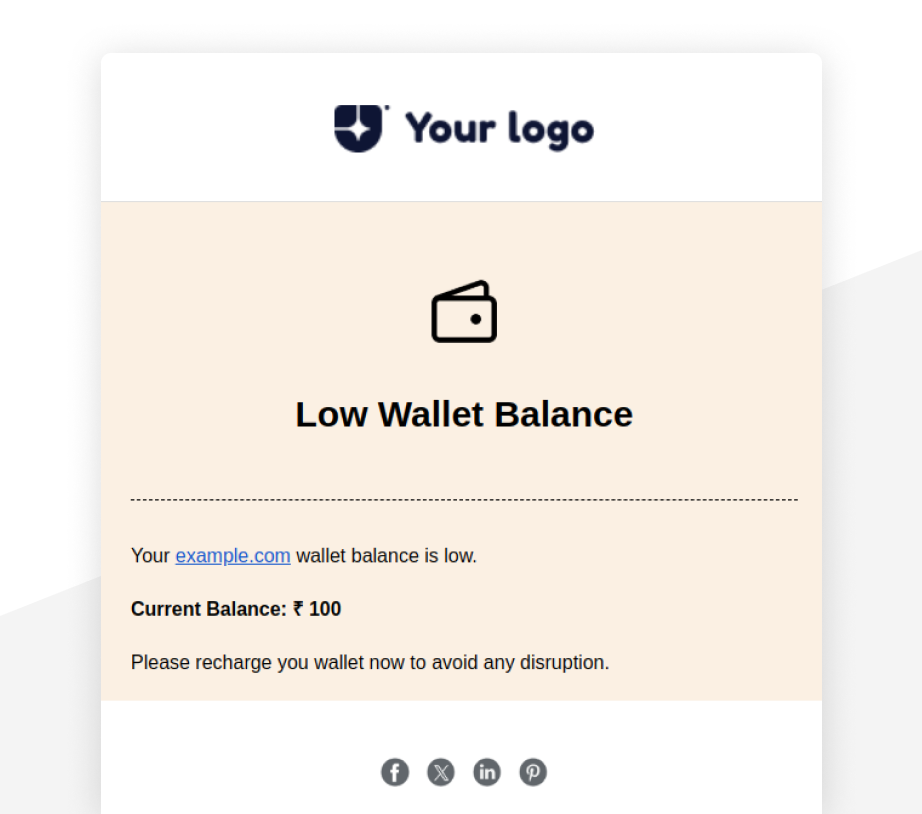 Your logo
Low Wallet Balance
Your example.com wallet balance is low.
Current Balance: ₹ 100
Please recharge you wallet now to avoid any disruption.